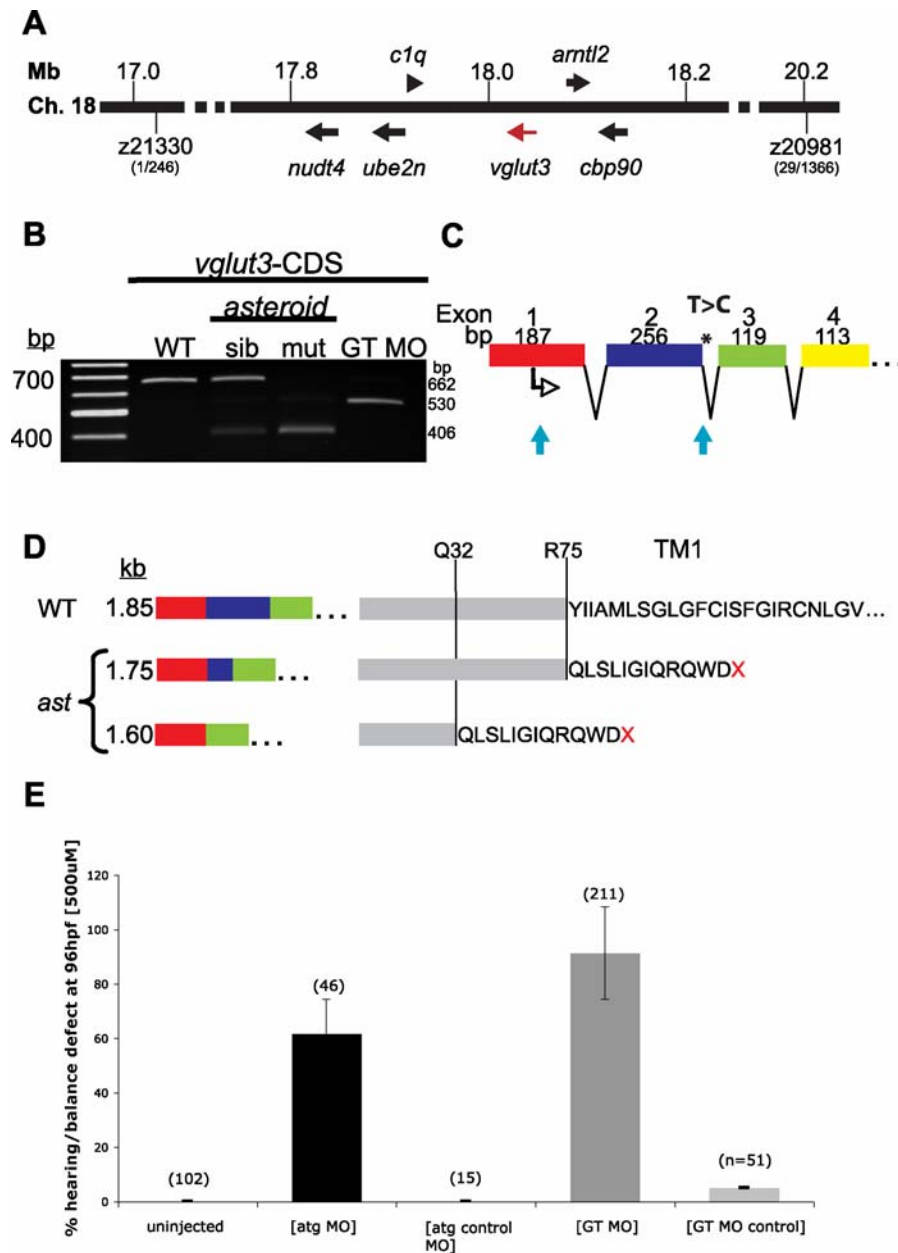 A
Mb 17.0 17.8 c1q 18.0 arntl2 18.2 20.2
Ch. 18
z21330 (1/246) nudt4 ube2n vglut3 cbp90 z20981 (29/1366)
B
vglut3-CDS
asteroid
bp WT sib mut GT MO bp
700 662
530
400 406
C
T>C
Exon 1 2 * 3 4
bp 187 256 119 113
...
D
kb Q32 R75 TM1
WT 1.85 ... YIIAMLSGLGFCISFGIRCNLGV...
ast
1.75 ... QLSLIGIQRQWDX
1.60 ... QLSLIGIQRQWDX
E
% hearing/balance defect at 96hpf [500uM]
120
100
80
60
40
20
0
(102) (46) (15) (211) (n=51)
uninjected [atg MO] [atg control MO] [GT MO] [GT MO control]